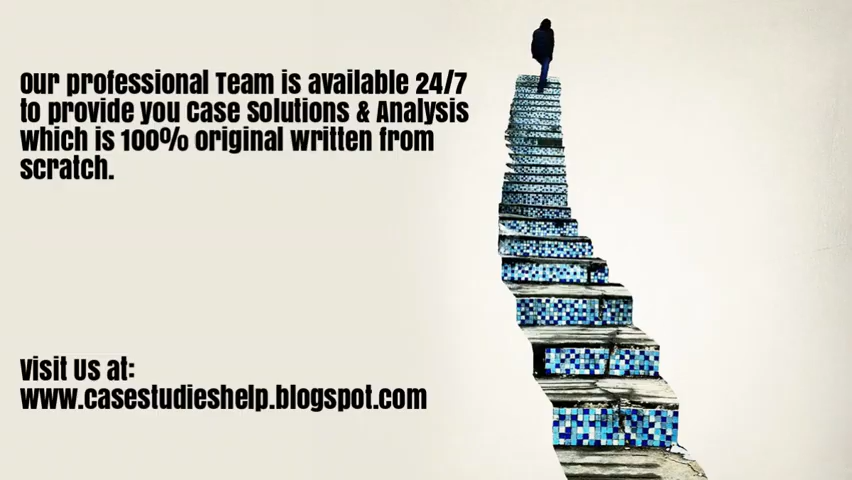 Our professional Team is available 24/7
to provide you Case Solutions & Analysis
which is 100% original written from
scratch.
Visit Us at:
www.casestudieshelp.blogspot.com